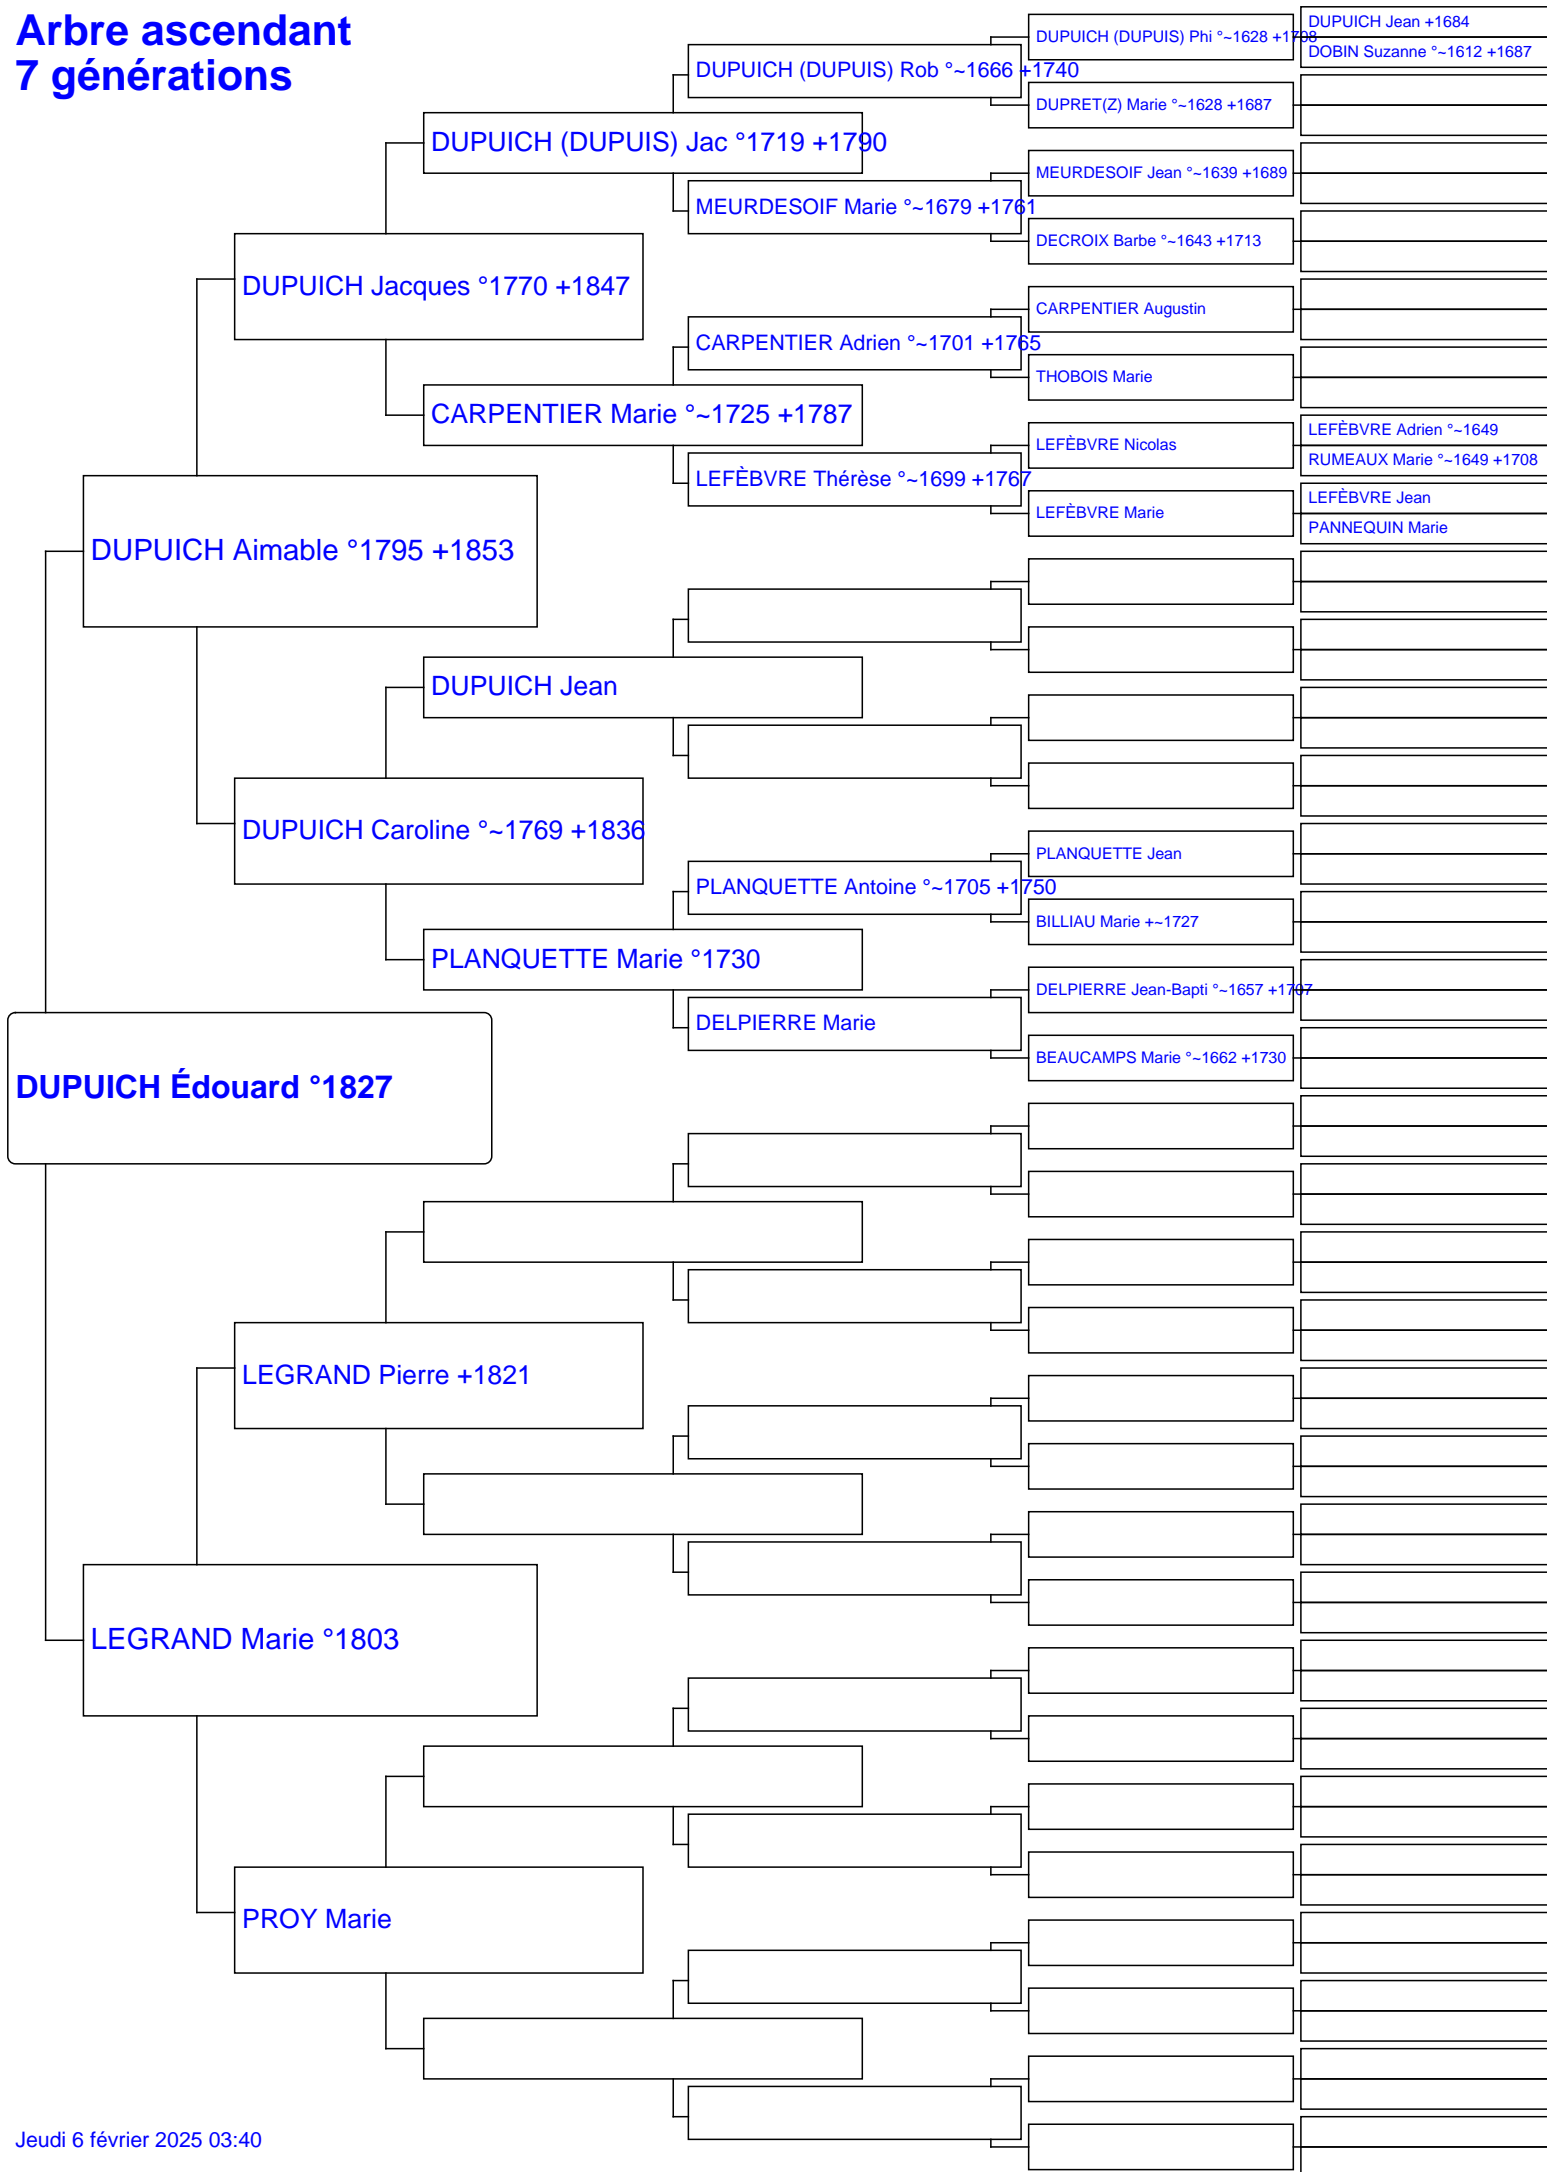 Arbre ascendant
7 générations
DUPUICH Jean +1684
DUPUICH (DUPUIS) Phi °~1628 +1708
DOBIN Suzanne °~1612 +1687
DUPUICH (DUPUIS) Rob °~1666 +1740
DUPRET(Z) Marie °~1628 +1687
DUPUICH (DUPUIS) Jac °1719 +1790
MEURDESOIF Jean °~1639 +1689
MEURDESOIF Marie °~1679 +1761
DECROIX Barbe °~1643 +1713
DUPUICH Jacques °1770 +1847
CARPENTIER Augustin
CARPENTIER Adrien °~1701 +1765
THOBOIS Marie
CARPENTIER Marie °~1725 +1787
LEFÈBVRE Adrien °~1649
LEFÈBVRE Nicolas
RUMEAUX Marie °~1649 +1708
LEFÈBVRE Thérèse °~1699 +1767
LEFÈBVRE Jean
LEFÈBVRE Marie
PANNEQUIN Marie
DUPUICH Aimable °1795 +1853
DUPUICH Jean
DUPUICH Caroline °~1769 +1836
PLANQUETTE Jean
PLANQUETTE Antoine °~1705 +1750
BILLIAU Marie +~1727
PLANQUETTE Marie °1730
DELPIERRE Jean-Bapti °~1657 +1707
DELPIERRE Marie
BEAUCAMPS Marie °~1662 +1730
DUPUICH Édouard °1827
LEGRAND Pierre +1821
LEGRAND Marie °1803
PROY Marie
Jeudi 6 février 2025 03:40